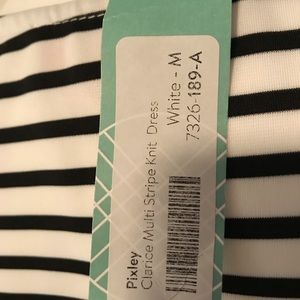 Pixley
Clarice Multi Stripe Knit Dress
White - M
7326-189-A